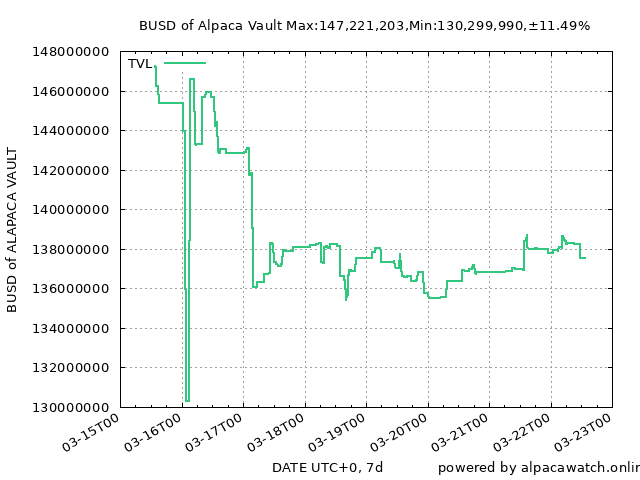 BUSD of Alpaca Vault Max:147,221,203,Min:130,299,990,±11.49%
148000000
TVL
146000000
144000000
142000000
140000000
138000000
136000000
134000000
132000000
130000000
BUSD of ALAPACA VAULT
03-15T00
03-16T00
03-17T00
03-18T00
03-19T00
03-20T00
03-21T00
03-22T00
03-23T00
DATE UTC+0, 7d
powered by alpacawatch.onlin